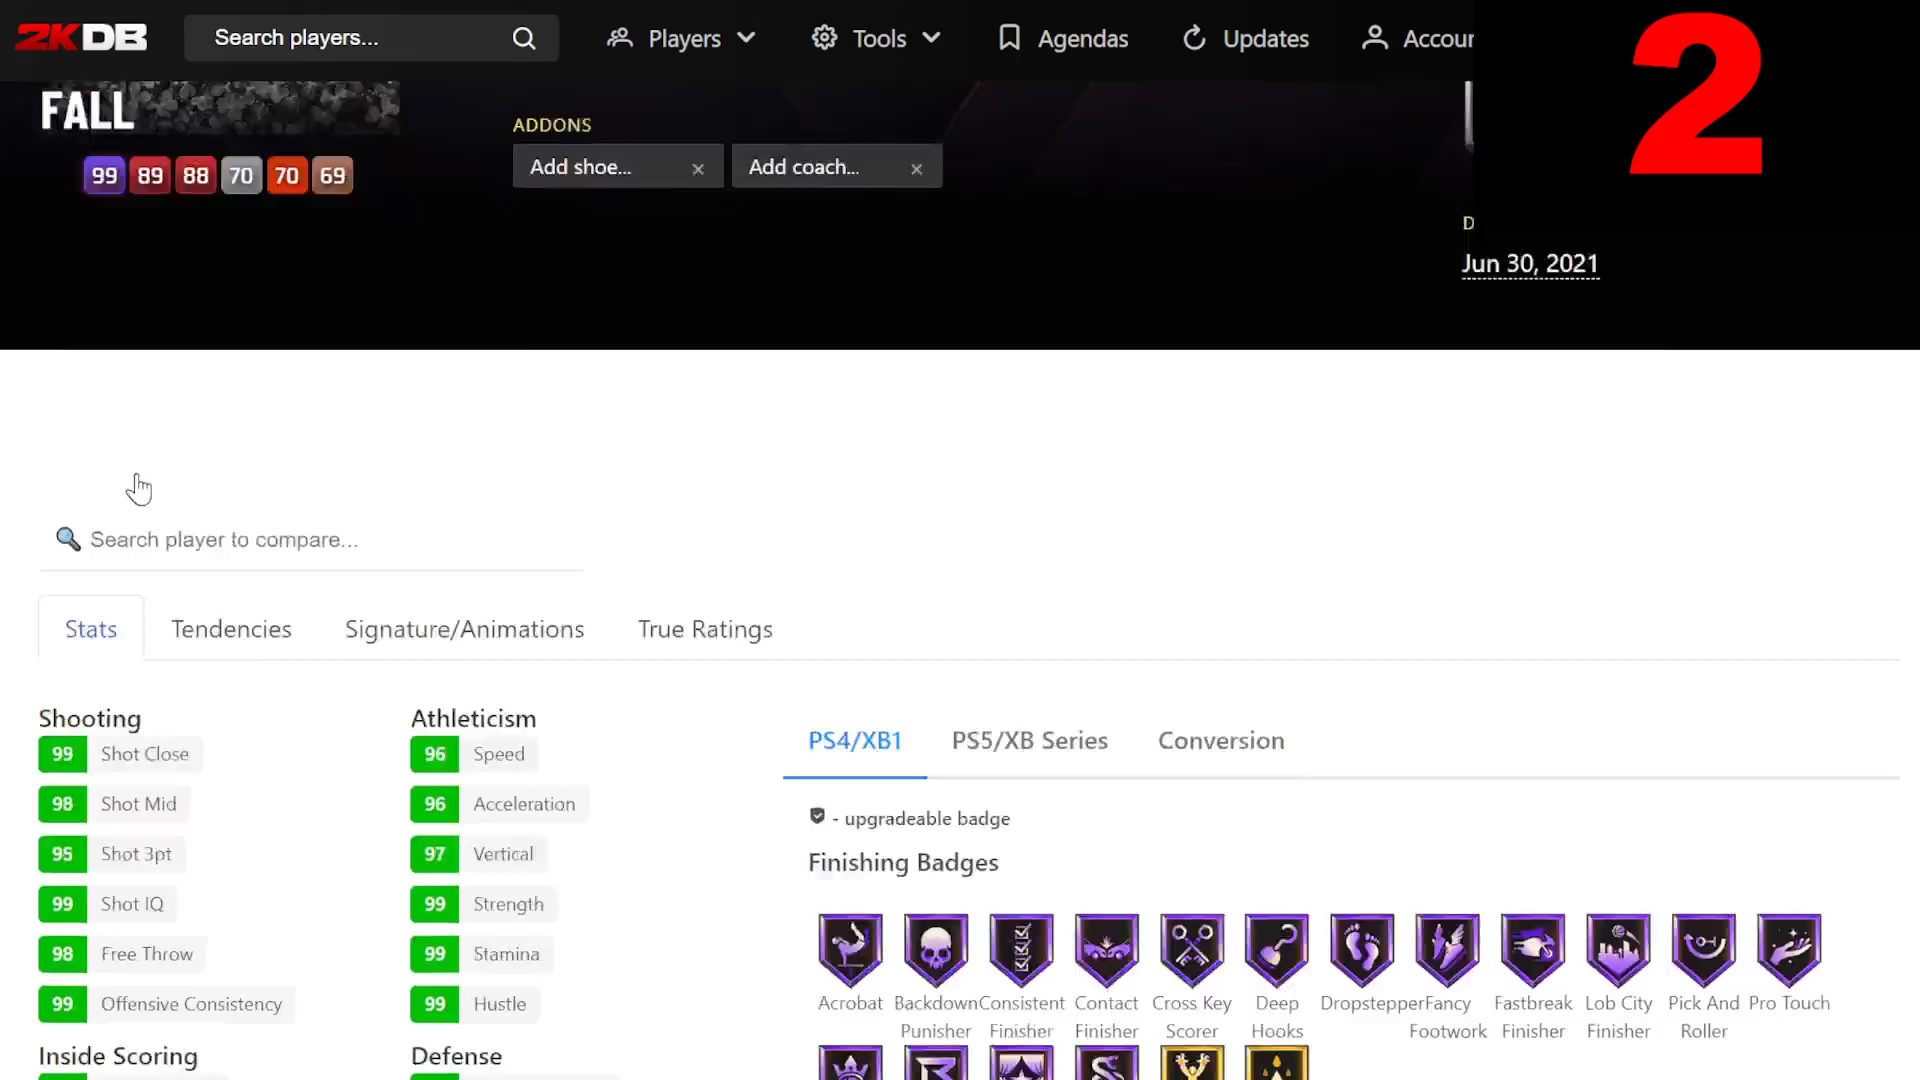 2KDB
Search players...
Players
Tools
Agendas
Updates
Accoun
2
FALL
99 89 88 70 70 69
ADDONS
Add shoe... ×
Add coach... ×
D
Jun 30, 2021
Search player to compare...
Stats
Tendencies
Signature/Animations
True Ratings
Shooting
99 Shot Close
98 Shot Mid
95 Shot 3pt
99 Shot IQ
98 Free Throw
99 Offensive Consistency
Inside Scoring
Athleticism
96 Speed
96 Acceleration
97 Vertical
99 Strength
99 Stamina
99 Hustle
Defense
PS4/XB1
PS5/XB Series
Conversion
- upgradeable badge
Finishing Badges
Acrobat
Backdown
Punisher
Consistent
Finisher
Contact
Finisher
Cross Key
Scorer
Deep
Hooks
Dropstepper
Fancy
Footwork
Fastbreak
Finisher
Lob City
Finisher
Pick And
Roller
Pro Touch